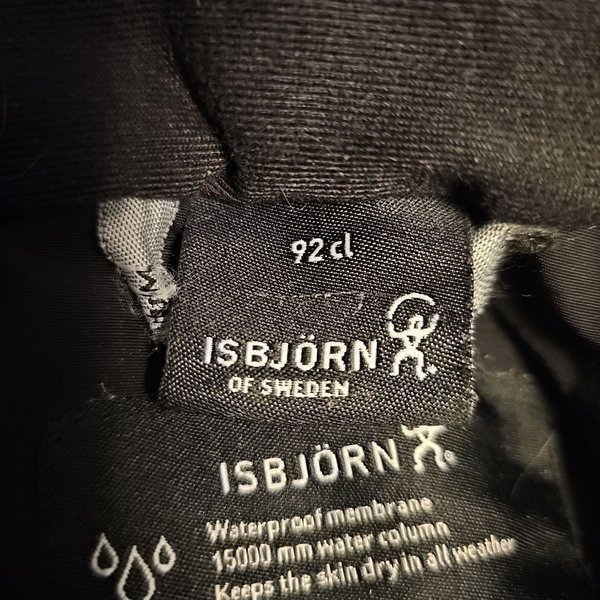 92 cl
ISBJÖRN
OF SWEDEN
ISBJÖRN
Waterproof membrane
15000 mm water column
Keeps the skin dry in all weather